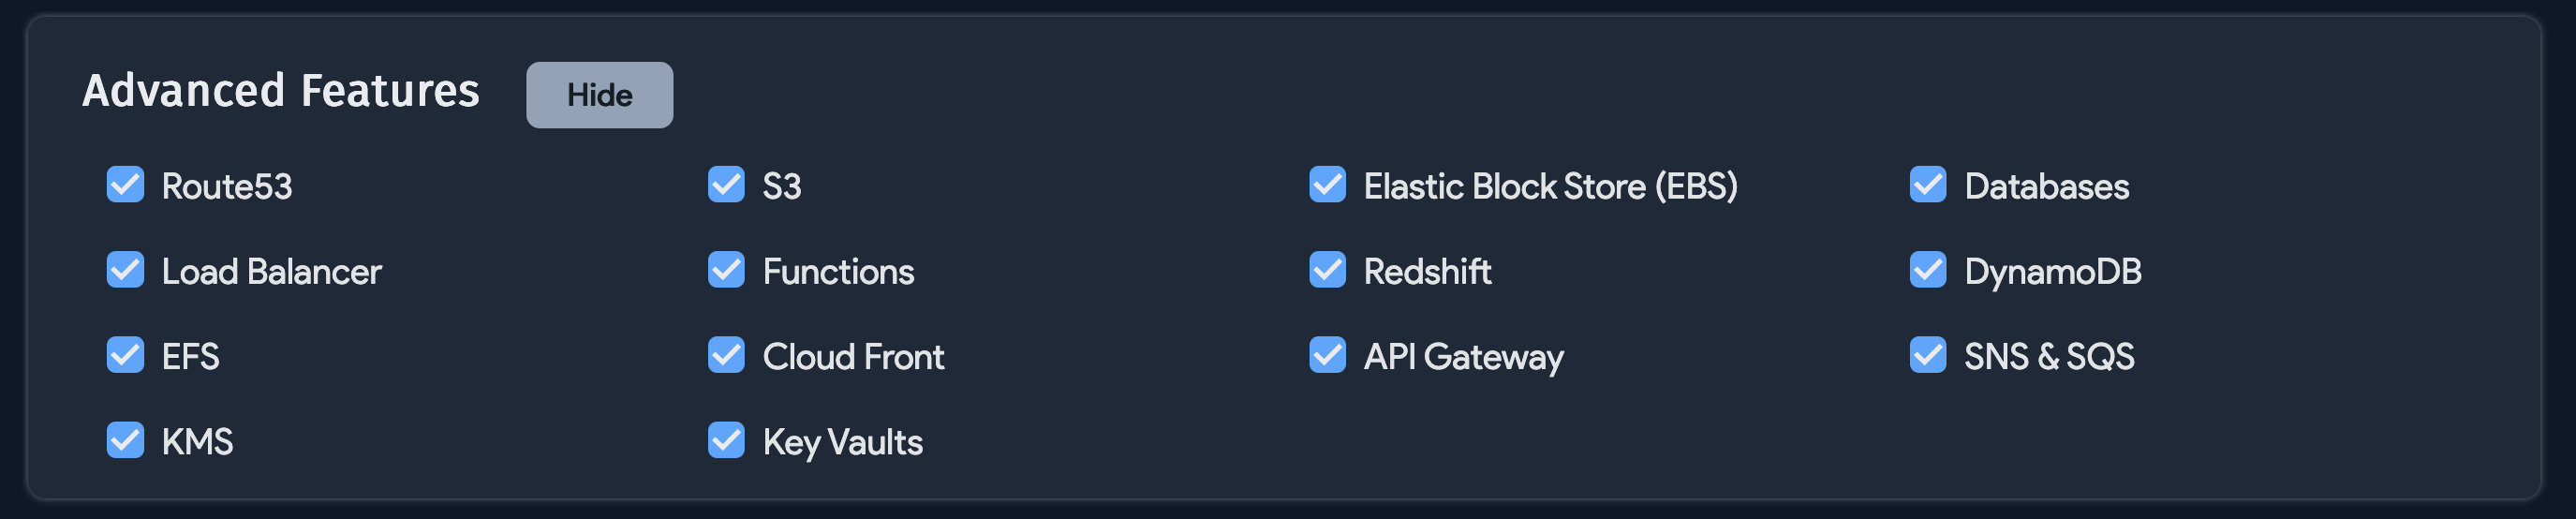 Advanced Features Hide
Route53 S3 Elastic Block Store (EBS) Databases
Load Balancer Functions Redshift DynamoDB
EFS Cloud Front API Gateway SNS & SQS
KMS Key Vaults